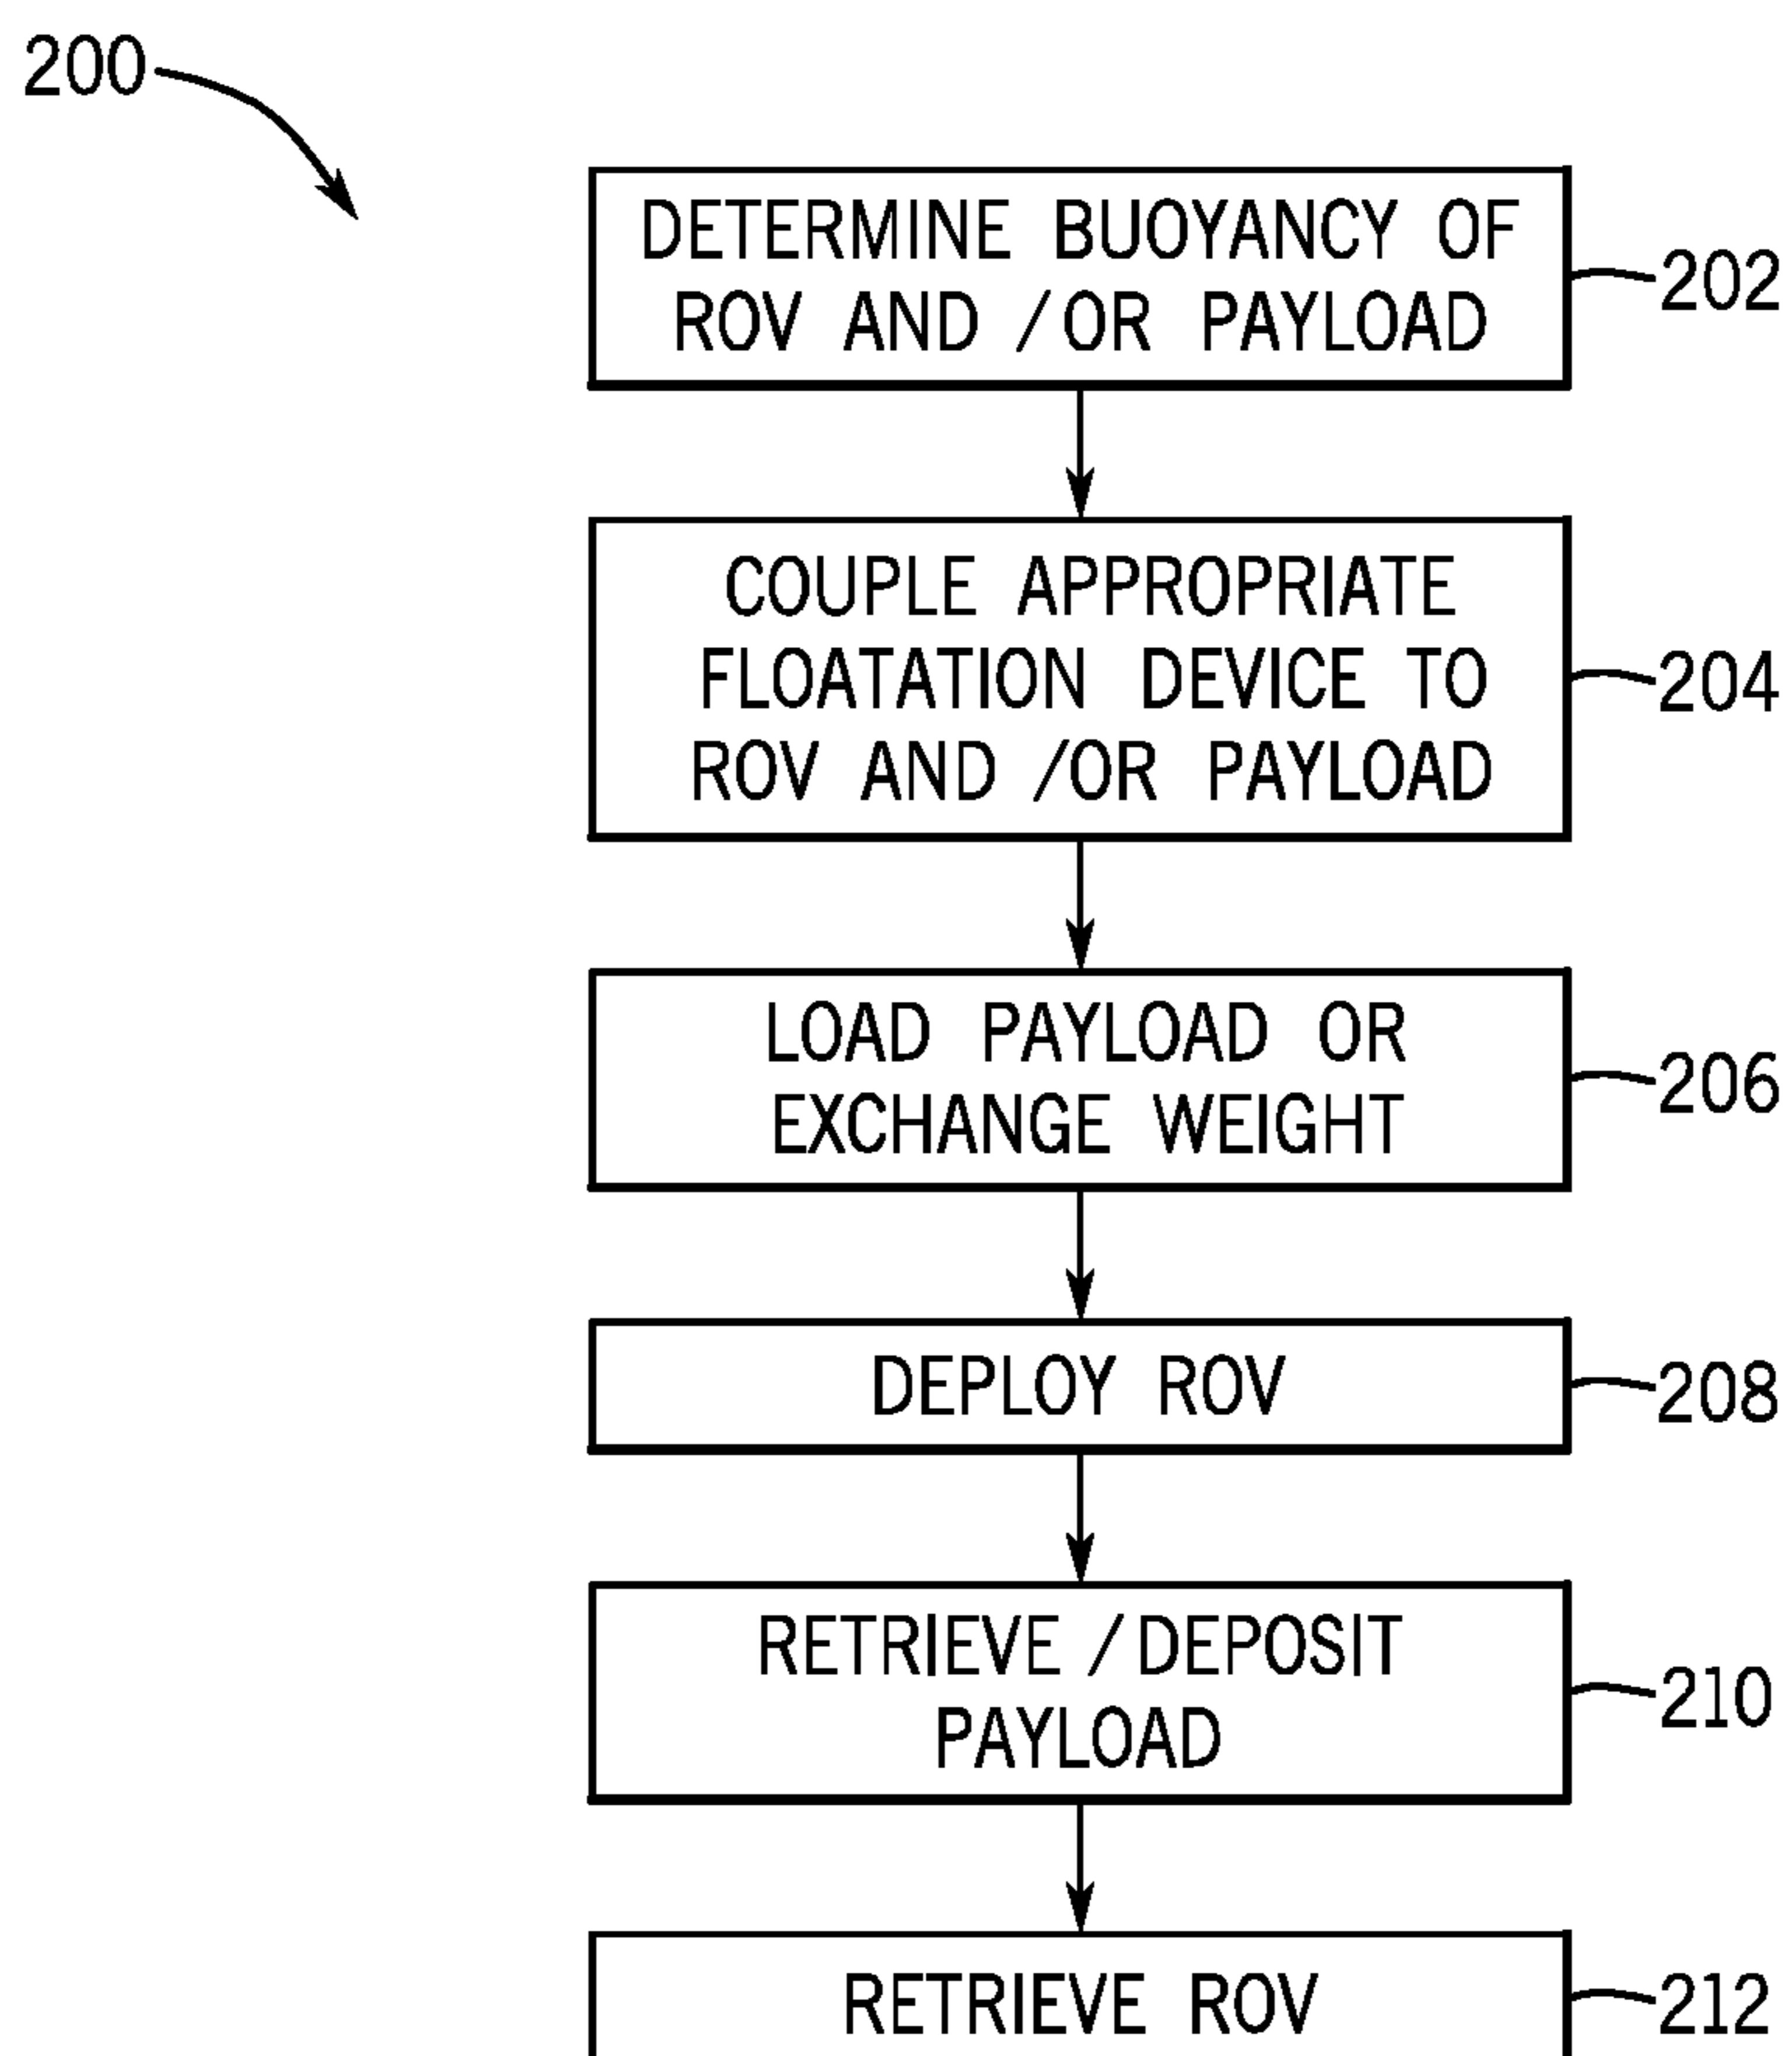 200
DETERMINE BUOYANCY OF
ROV AND /OR PAYLOAD
202
COUPLE APPROPRIATE
FLOATATION DEVICE TO
ROV AND /OR PAYLOAD
204
LOAD PAYLOAD OR
EXCHANGE WEIGHT
206
DEPLOY ROV
208
RETRIEVE /DEPOSIT
PAYLOAD
210
RETRIEVE ROV
212